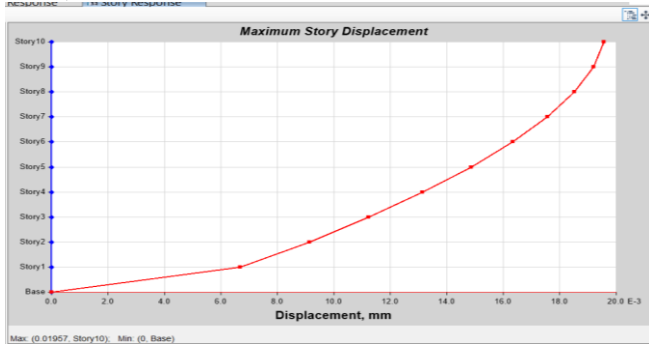 Response Story Response
Maximum Story Displacement
Story10
Story9
Story8
Story7
Story6
Story5
Story4
Story3
Story2
Story1
Base
0.0 2.0 4.0 6.0 8.0 10.0 12.0 14.0 16.0 18.0 20.0 E-3
Displacement, mm
Max: (0.01957, Story10); Min: (0, Base)